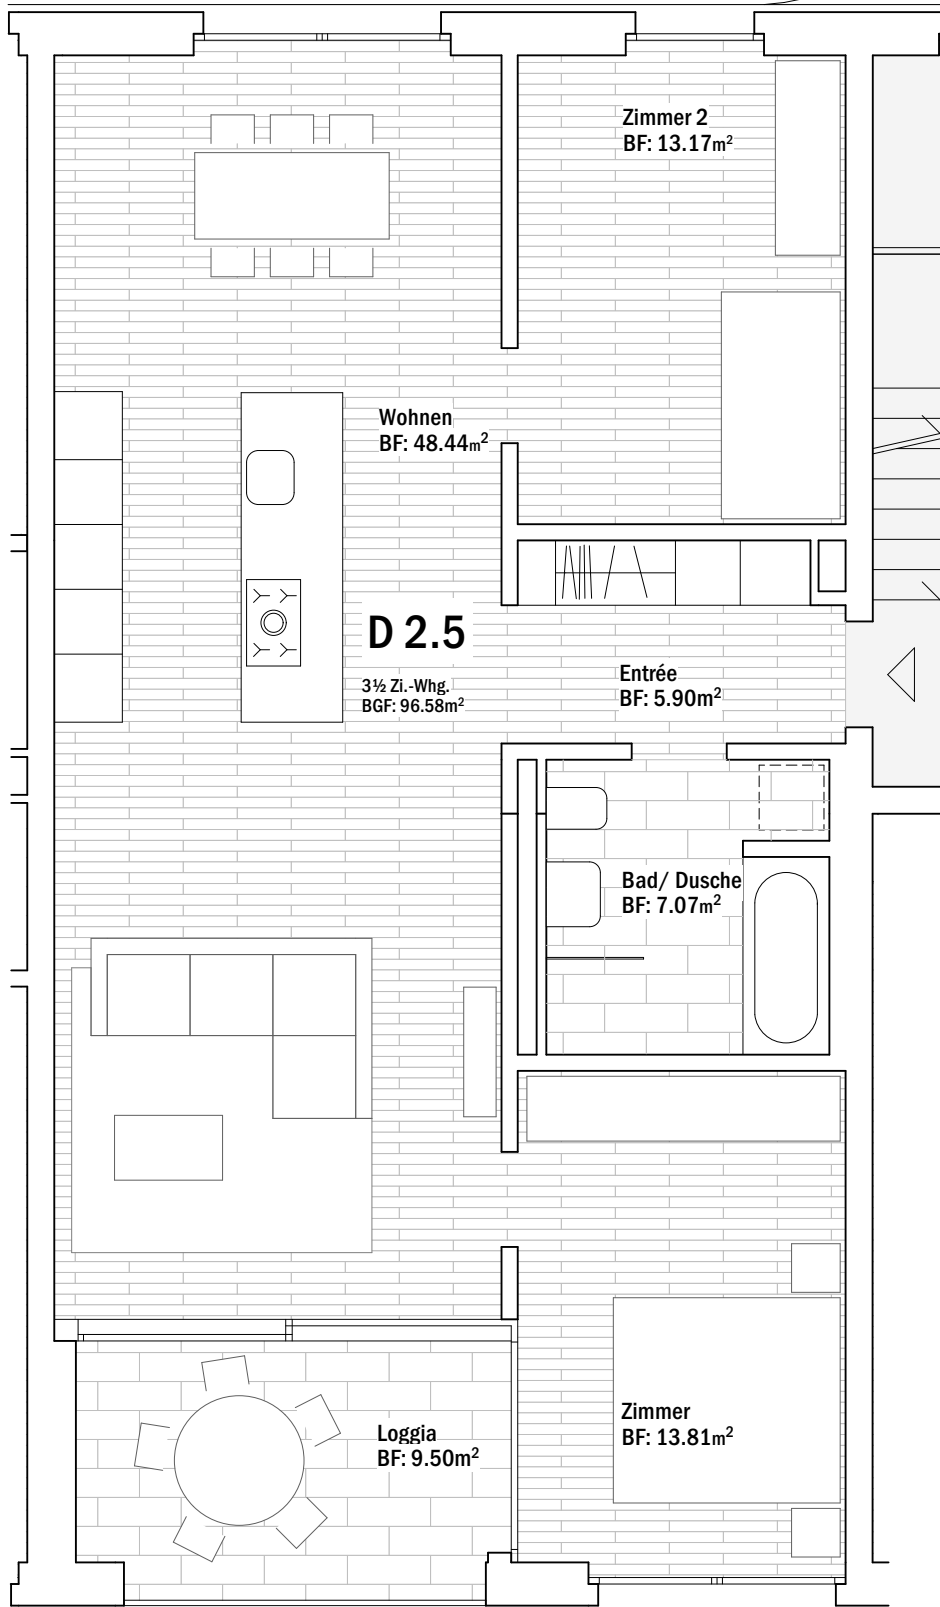 Zimmer 2
BF: 13.17m²
Wohnen
BF: 48.44m²
D 2.5
3½ Zi.-Whg.
BGF: 96.58m²
Entrée
BF: 5.90m²
Bad/ Dusche
BF: 7.07m²
Zimmer
BF: 13.81m²
Loggia
BF: 9.50m²